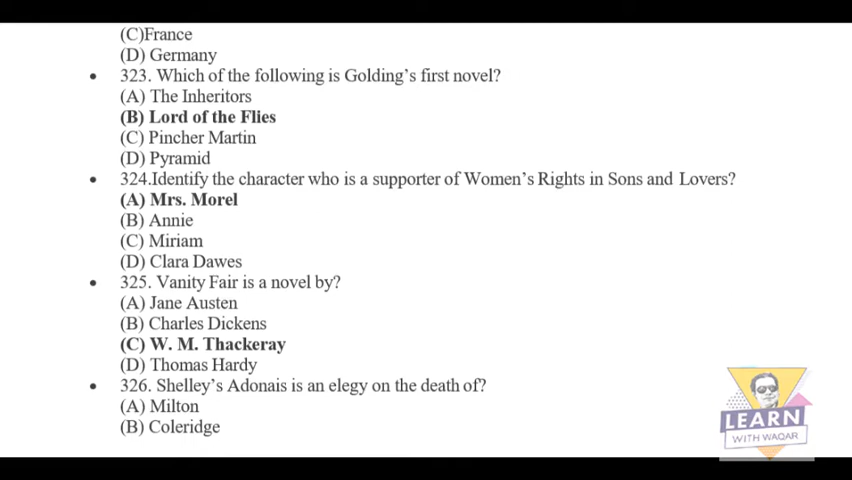 (C)France
(D) Germany
• 323. Which of the following is Golding's first novel?
(A) The Inheritors
(B) Lord of the Flies
(C) Pincher Martin
(D) Pyramid
• 324.Identify the character who is a supporter of Women's Rights in Sons and Lovers?
(A) Mrs. Morel
(B) Annie
(C) Miriam
(D) Clara Dawes
• 325. Vanity Fair is a novel by?
(A) Jane Austen
(B) Charles Dickens
(C) W. M. Thackeray
(D) Thomas Hardy
• 326. Shelley's Adonais is an elegy on the death of?
(A) Milton
(B) Coleridge
LEARN
WITH WAQAR